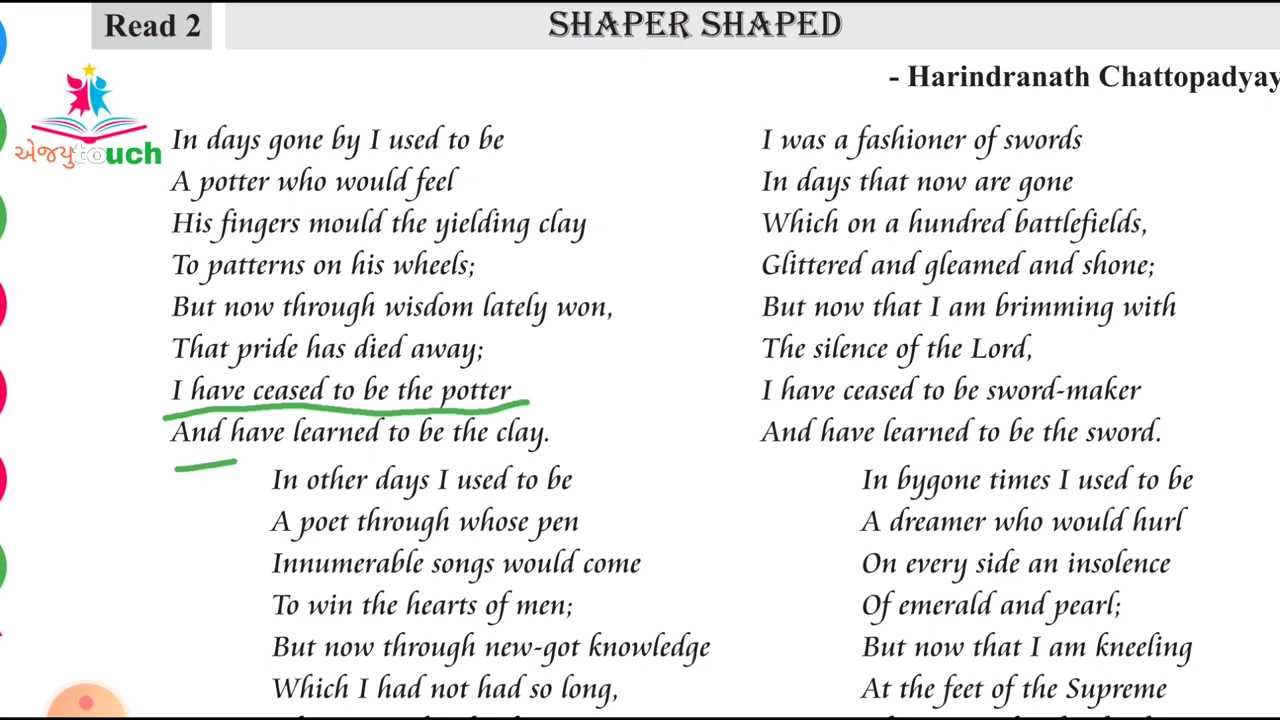 Read 2
SHAPER SHAPED
- Harindranath Chattopadyay
એજ્યુtouch
In days gone by I used to be
A potter who would feel
His fingers mould the yielding clay
To patterns on his wheels;
But now through wisdom lately won,
That pride has died away;
I have ceased to be the potter
And have learned to be the clay.
In other days I used to be
A poet through whose pen
Innumerable songs would come
To win the hearts of men;
But now through new-got knowledge
Which I had not had so long,
I was a fashioner of swords
In days that now are gone
Which on a hundred battlefields,
Glittered and gleamed and shone;
But now that I am brimming with
The silence of the Lord,
I have ceased to be sword-maker
And have learned to be the sword.
In bygone times I used to be
A dreamer who would hurl
On every side an insolence
Of emerald and pearl;
But now that I am kneeling
At the feet of the Supreme